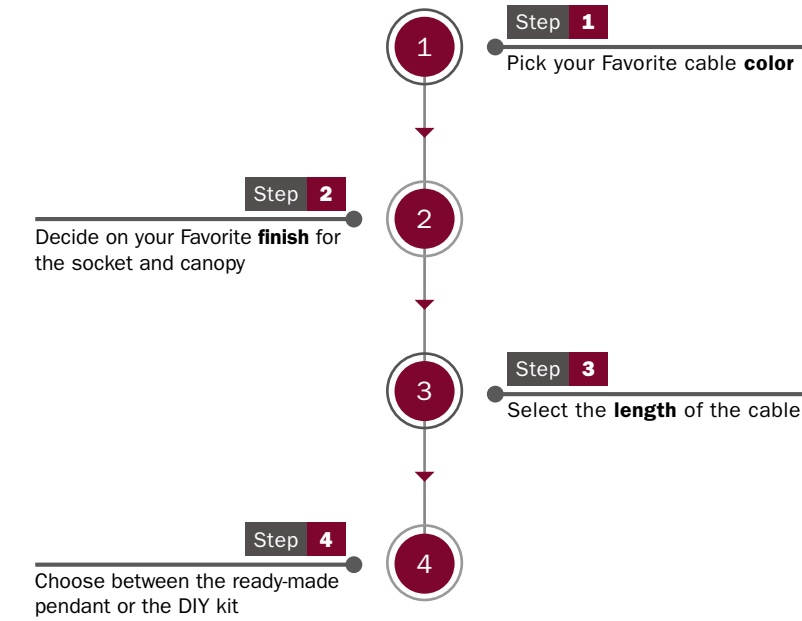 1
Step 1
Pick your Favorite cable color
Step 2
2
Decide on your Favorite finish for
the socket and canopy
3
Step 3
Select the length of the cable
Step 4
4
Choose between the ready-made
pendant or the DIY kit